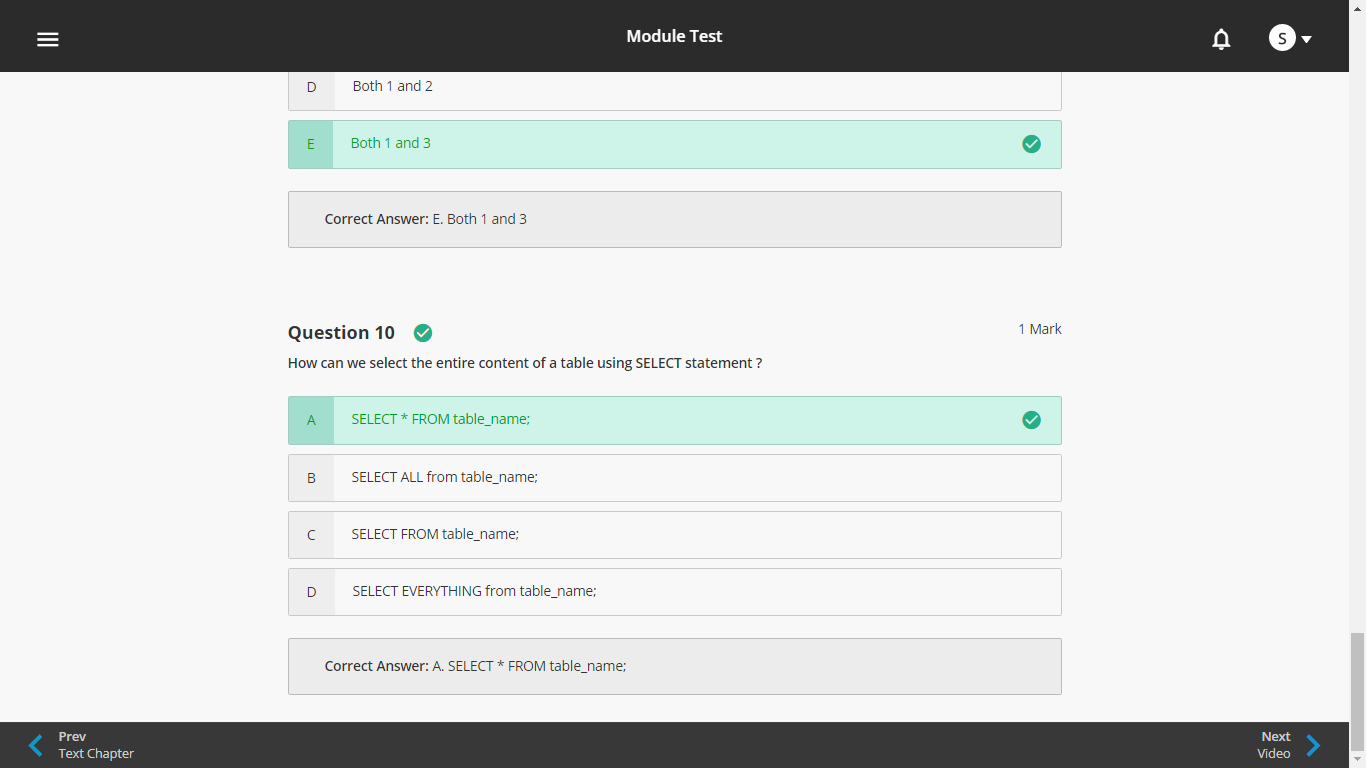 Module Test
S
D Both 1 and 2
E Both 1 and 3
Correct Answer: E. Both 1 and 3
Question 10
1 Mark
How can we select the entire content of a table using SELECT statement ?
A SELECT * FROM table_name;
B SELECT ALL from table_name;
C SELECT FROM table_name;
D SELECT EVERYTHING from table_name;
Correct Answer: A. SELECT * FROM table_name;
Prev
Text Chapter
Next
Video